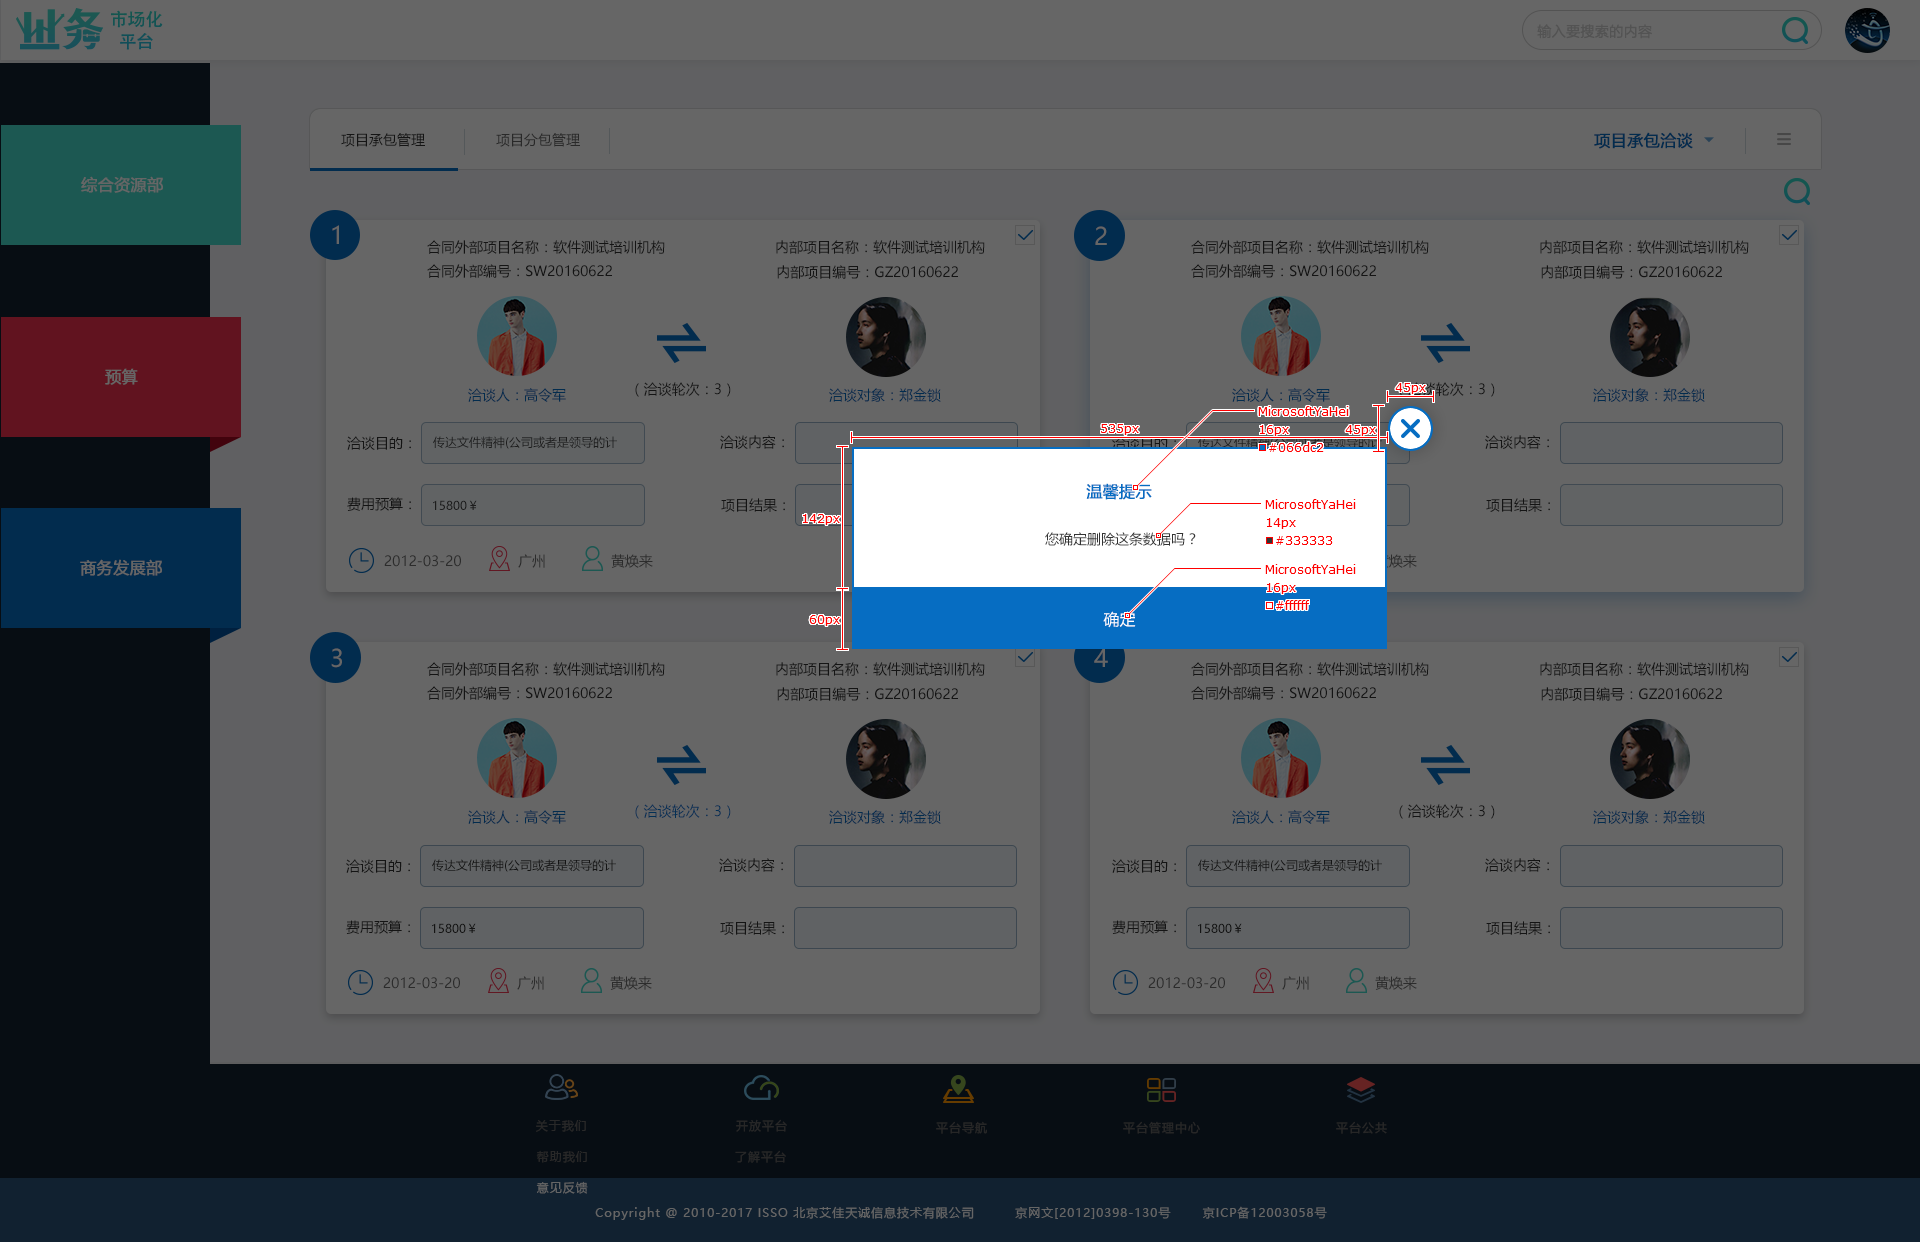 业务 市场化
平台
输入要搜索的内容
项目承包管理
项目分包管理
项目承包洽谈
综合资源部
预算
商务发展部
1
合同外部项目名称：软件测试培训机构
内部项目名称：软件测试培训机构
合同外部编号：SW20160622
内部项目编号：GZ20160622
洽谈人：高令军
（ 洽谈轮次：3 ）
洽谈对象：郑金锁
洽谈目的：
传达文件精神(公司或者是领导的计
洽谈内容：
费用预算：
15800 ¥
项目结果：
2012-03-20
广州
黄焕来
2
合同外部项目名称：软件测试培训机构
内部项目名称：软件测试培训机构
合同外部编号：SW20160622
内部项目编号：GZ20160622
洽谈人：高令军
谈轮次：3 ）
洽谈对象：郑金锁
洽谈目的：
传达文件精神(公司或者是领导的计
洽谈内容：
项目结果：
焕来
45px
45px
535px
142px
60px
温馨提示
MicrosoftYaHei
16px
#066dc2
您确定删除这条数据吗？
MicrosoftYaHei
14px
#333333
确定
MicrosoftYaHei
16px
#ffffff
3
合同外部项目名称：软件测试培训机构
内部项目名称：软件测试培训机构
合同外部编号：SW20160622
内部项目编号：GZ20160622
洽谈人：高令军
（ 洽谈轮次：3 ）
洽谈对象：郑金锁
洽谈目的：
传达文件精神(公司或者是领导的计
洽谈内容：
费用预算：
15800 ¥
项目结果：
2012-03-20
广州
黄焕来
4
合同外部项目名称：软件测试培训机构
内部项目名称：软件测试培训机构
合同外部编号：SW20160622
内部项目编号：GZ20160622
洽谈人：高令军
（ 洽谈轮次：3 ）
洽谈对象：郑金锁
洽谈目的：
传达文件精神(公司或者是领导的计
洽谈内容：
费用预算：
15800 ¥
项目结果：
2012-03-20
广州
黄焕来
关于我们
开放平台
平台导航
平台管理中心
平台公共
帮助我们
了解平台
意见反馈
Copyright @ 2010-2017 ISSO 北京艾佳天诚信息技术有限公司
京网文[2012]0398-130号
京ICP备12003058号